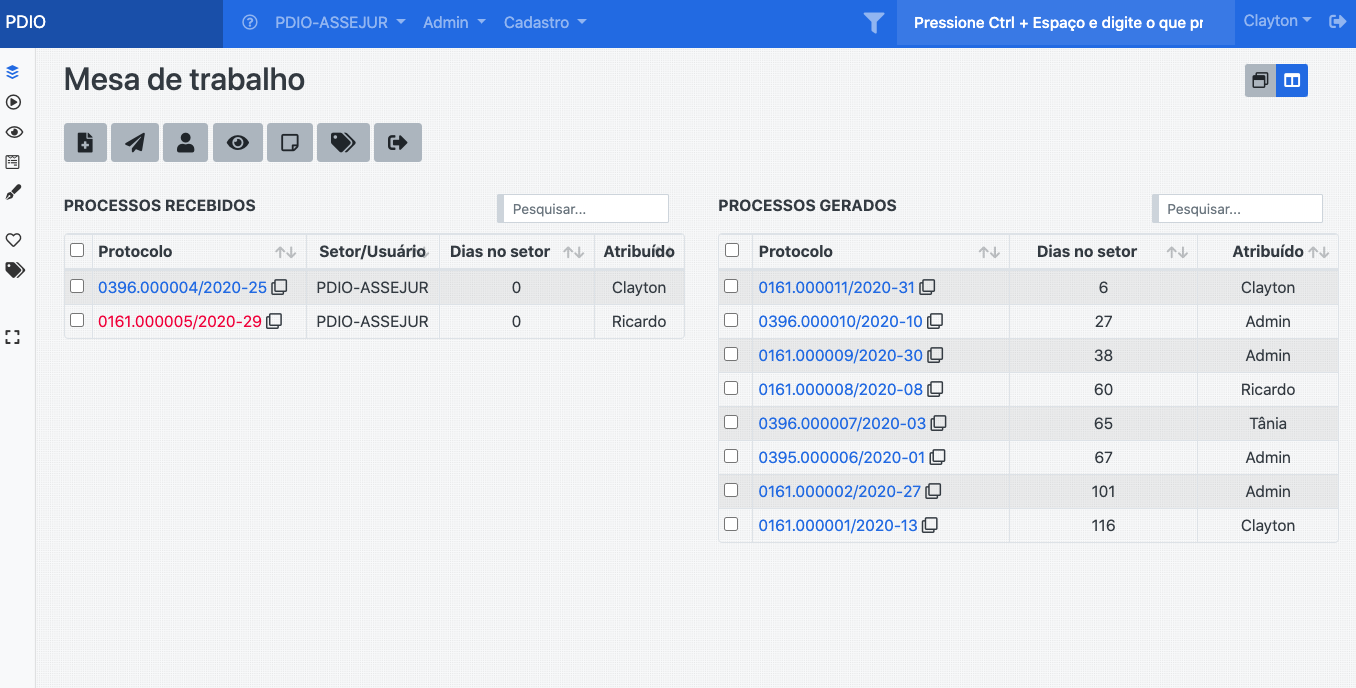 PDIO
PDIO-ASSEJUR Admin Cadastro
Pressione Ctrl + Espaço e digite o que pr
Clayton
Mesa de trabalho
PROCESSOS RECEBIDOS
Pesquisar...
Protocolo Setor/Usuário Dias no setor Atribuído
0396.000004/2020-25 PDIO-ASSEJUR 0 Clayton
0161.000005/2020-29 PDIO-ASSEJUR 0 Ricardo
PROCESSOS GERADOS
Pesquisar...
Protocolo Dias no setor Atribuído
0161.000011/2020-31 6 Clayton
0396.000010/2020-10 27 Admin
0161.000009/2020-30 38 Admin
0161.000008/2020-08 60 Ricardo
0396.000007/2020-03 65 Tânia
0395.000006/2020-01 67 Admin
0161.000002/2020-27 101 Admin
0161.000001/2020-13 116 Clayton